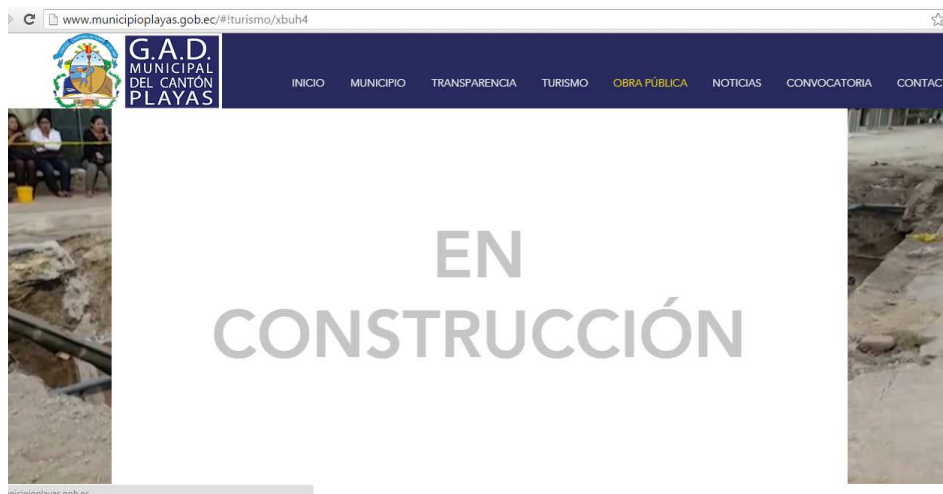 www.municipioplayas.gob.ec/#!turismo/xbuh4
G.A.D.
MUNICIPAL
DEL CANTÓN
PLAYAS
INICIO MUNICIPIO TRANSPARENCIA TURISMO OBRA PÚBLICA NOTICIAS CONVOCATORIA CONTAC
EN
CONSTRUCCIÓN